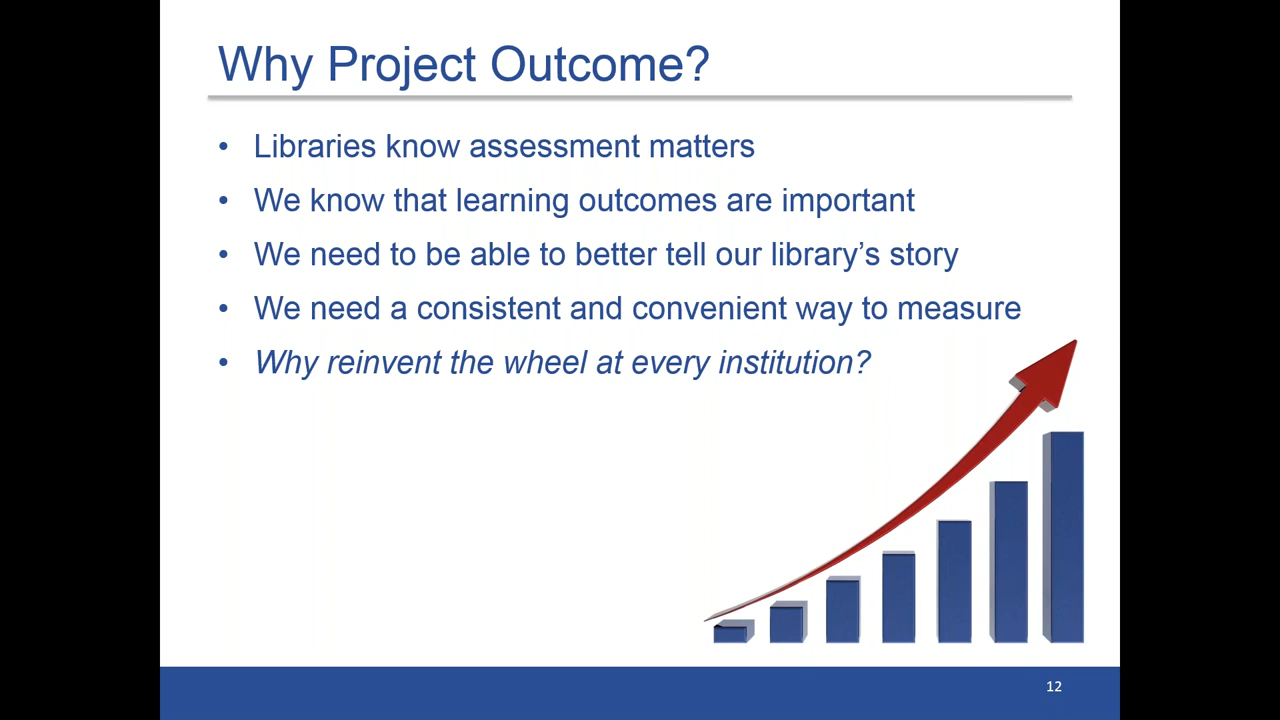 Why Project Outcome?
• Libraries know assessment matters
• We know that learning outcomes are important
• We need to be able to better tell our library’s story
• We need a consistent and convenient way to measure
• Why reinvent the wheel at every institution?
12